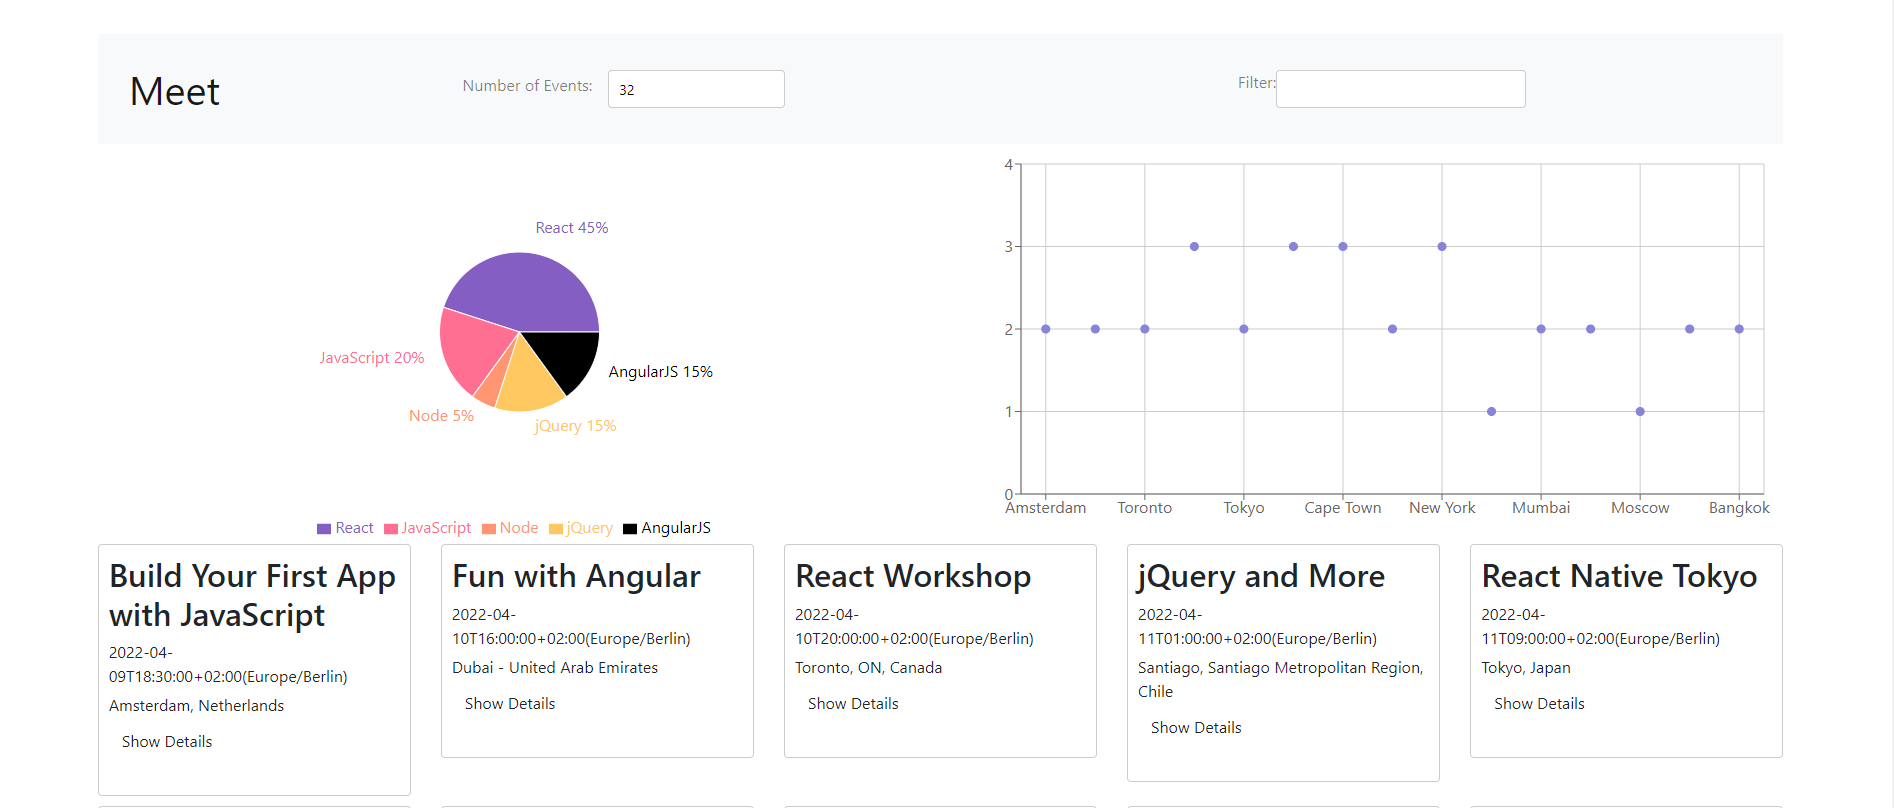 Meet
Number of Events:
32
Filter:
React 45%
JavaScript 20%
Node 5%
jQuery 15%
AngularJS 15%
React JavaScript Node jQuery AngularJS
4
3
2
1
0
Amsterdam Toronto Tokyo Cape Town New York Mumbai Moscow Bangkok
Build Your First App
with JavaScript
2022-04-
09T18:30:00+02:00(Europe/Berlin)
Amsterdam, Netherlands
Show Details
Fun with Angular
2022-04-
10T16:00:00+02:00(Europe/Berlin)
Dubai - United Arab Emirates
Show Details
React Workshop
2022-04-
10T20:00:00+02:00(Europe/Berlin)
Toronto, ON, Canada
Show Details
jQuery and More
2022-04-
11T01:00:00+02:00(Europe/Berlin)
Santiago, Santiago Metropolitan Region,
Chile
Show Details
React Native Tokyo
2022-04-
11T09:00:00+02:00(Europe/Berlin)
Tokyo, Japan
Show Details